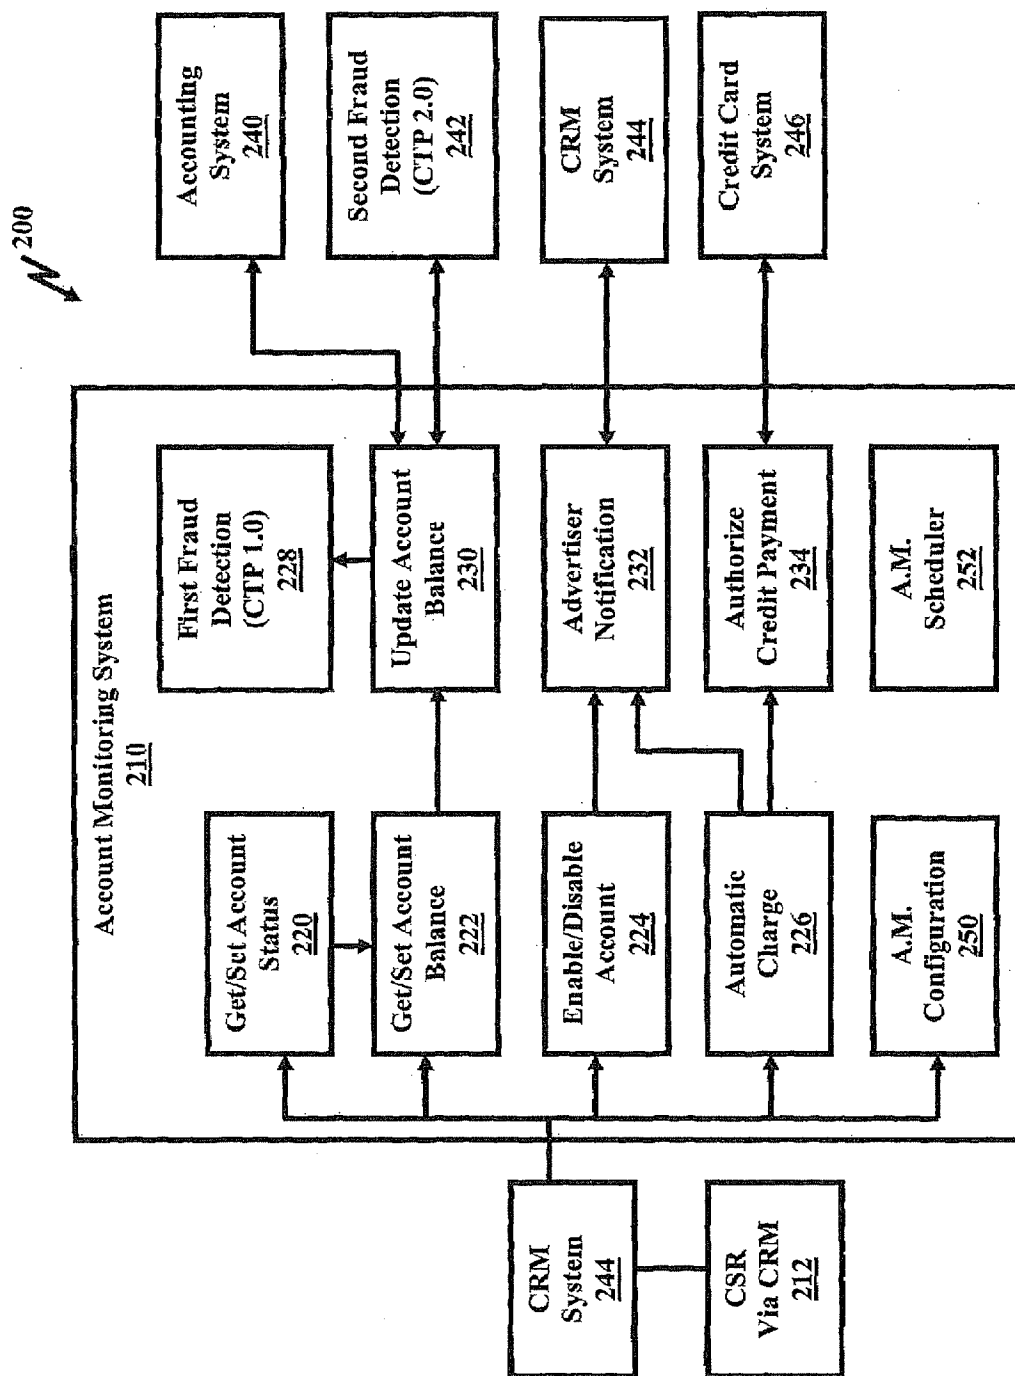 200
Account Monitoring System
210
CRM
System
244
CSR
Via CRM
212
Get/Set Account
Status
220
Get/Set Account
Balance
222
Enable/Disable
Account
224
Automatic
Charge
226
A.M.
Configuration
250
First Fraud
Detection
(CTP 1.0)
228
Update Account
Balance
230
Advertiser
Notification
232
Authorize
Credit Payment
234
A.M.
Scheduler
252
Accounting
System
240
Second Fraud
Detection
(CTP 2.0)
242
CRM
System
244
Credit Card
System
246